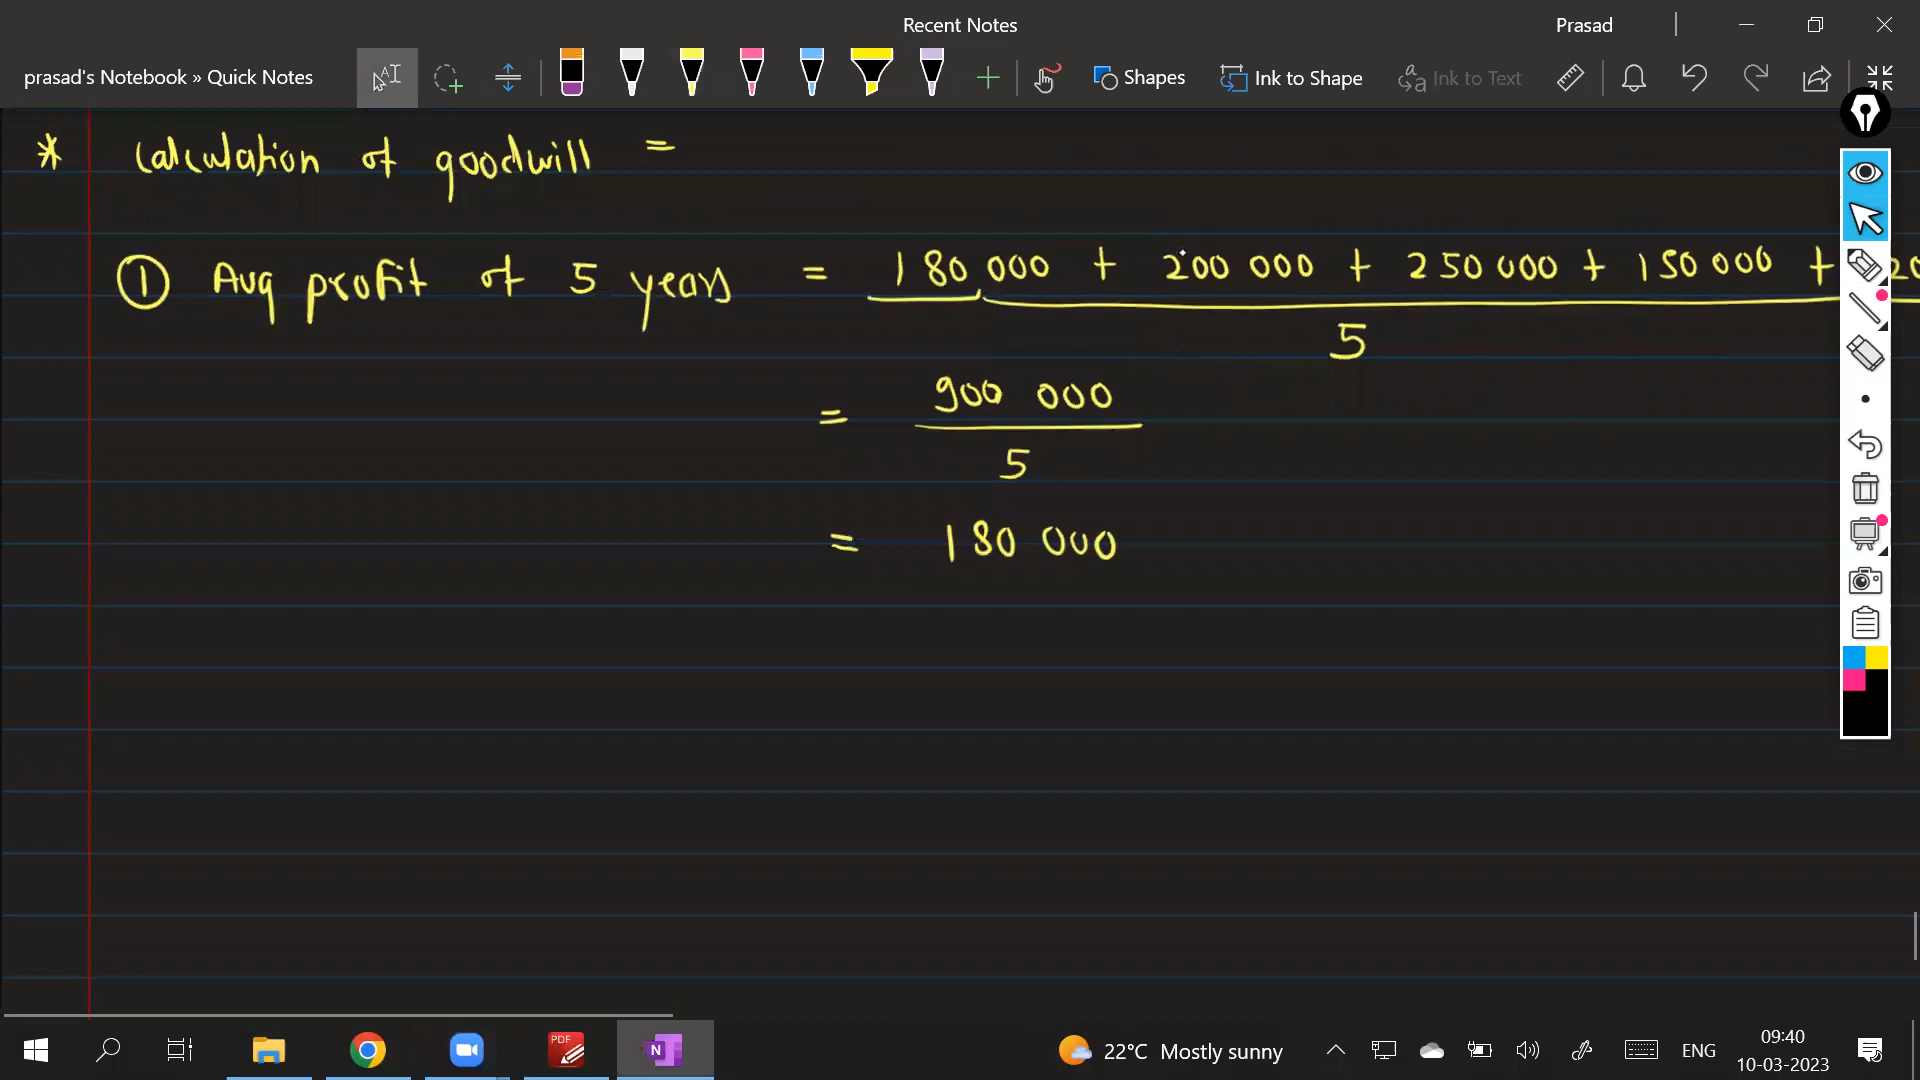 Recent Notes
Prasad
prasad's Notebook » Quick Notes
Shapes
Ink to Shape
Ink to Text
* Calculation of goodwill =
① Avg profit of 5 years = 180 000 + 200 000 + 250 000 + 150 000 + 20
5
= 900 000
5
= 180 000
PDF
N
22°C Mostly sunny
ENG
09:40
10-03-2023